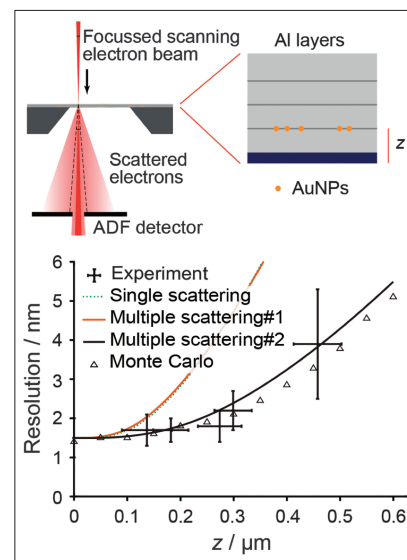 Focussed scanning
electron beam
Al layers
Scattered
electrons
z
AuNPs
ADF detector
Experiment
Single scattering
Multiple scattering#1
Multiple scattering#2
Monte Carlo
Resolution / nm
6
5
4
3
2
1
0
0 0.1 0.2 0.3 0.4 0.5 0.6
z / µm